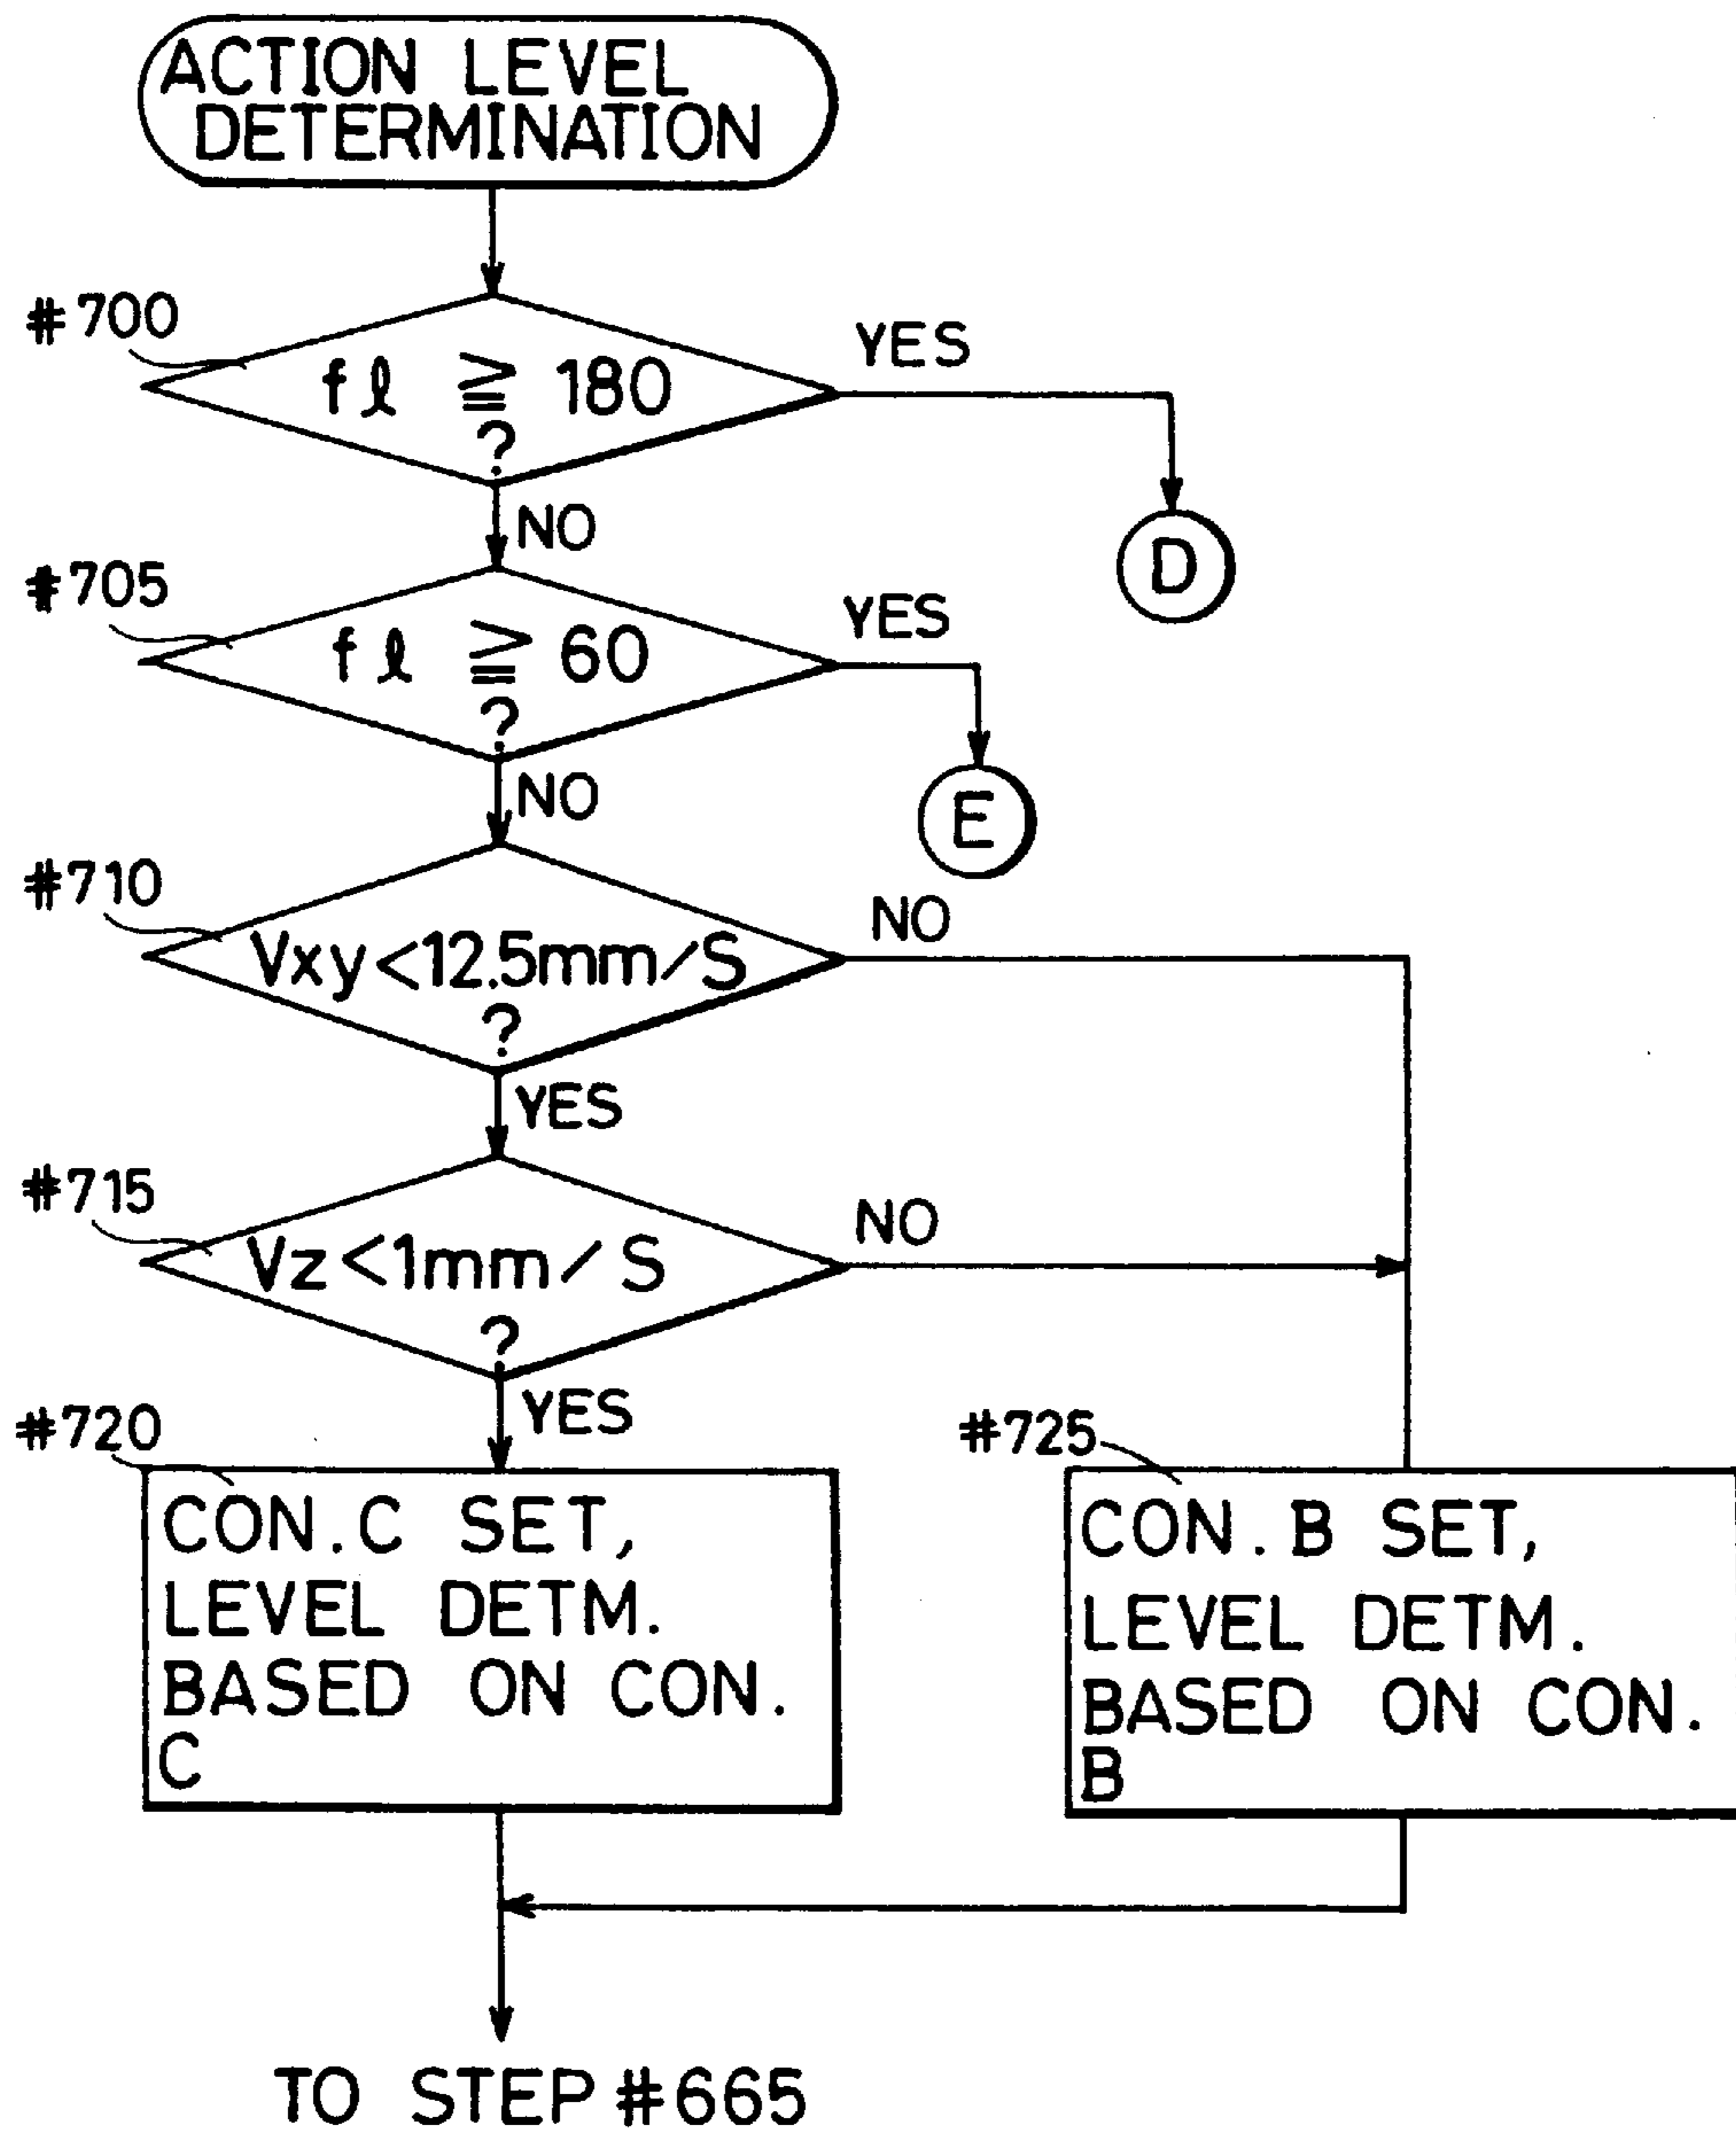 ACTION LEVEL
DETERMINATION
#700
fℓ ≧ 180
?
YES
NO
D
#705
fℓ ≧ 60
?
YES
NO
E
#710
Vxy<12.5mm/S
?
NO
YES
#715
Vz<1mm/S
?
NO
YES
#720
CON.C SET,
LEVEL DETM.
BASED ON CON.
C
#725
CON.B SET,
LEVEL DETM.
BASED ON CON.
B
TO STEP #665